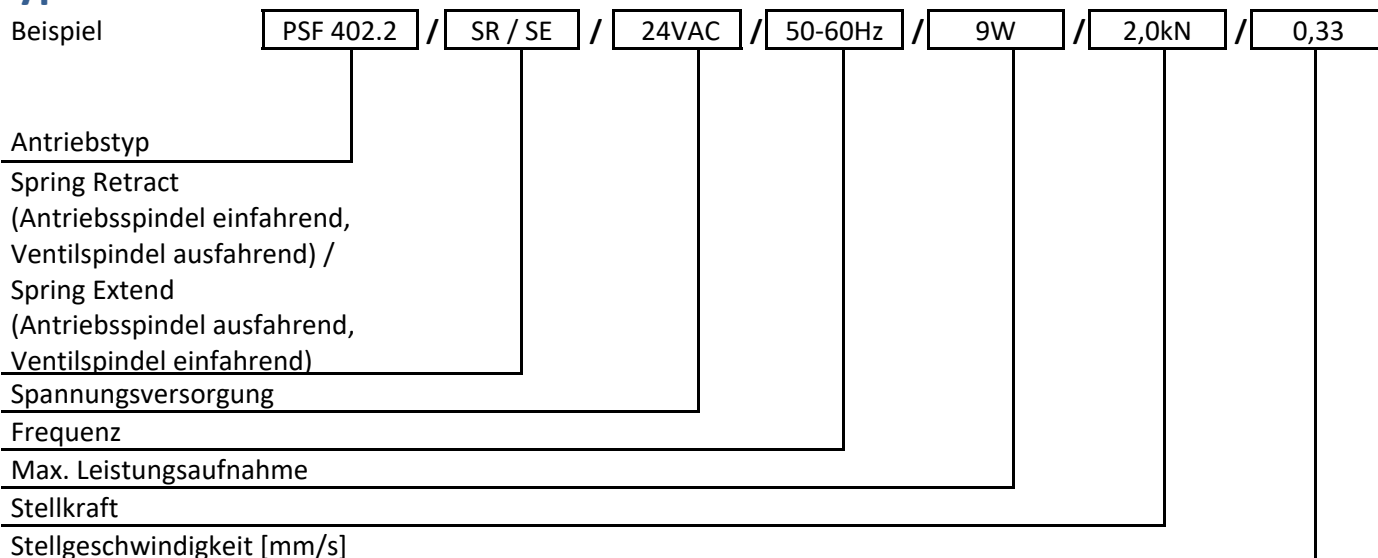 Beispiel PSF 402.2 / SR / SE / 24VAC / 50-60Hz / 9W / 2,0kN / 0,33
Antriebstyp
Spring Retract
(Antriebsspindel einfahrend,
Ventilspindel ausfahrend) /
Spring Extend
(Antriebsspindel ausfahrend,
Ventilspindel einfahrend)
Spannungsversorgung
Frequenz
Max. Leistungsaufnahme
Stellkraft
Stellgeschwindigkeit [mm/s]